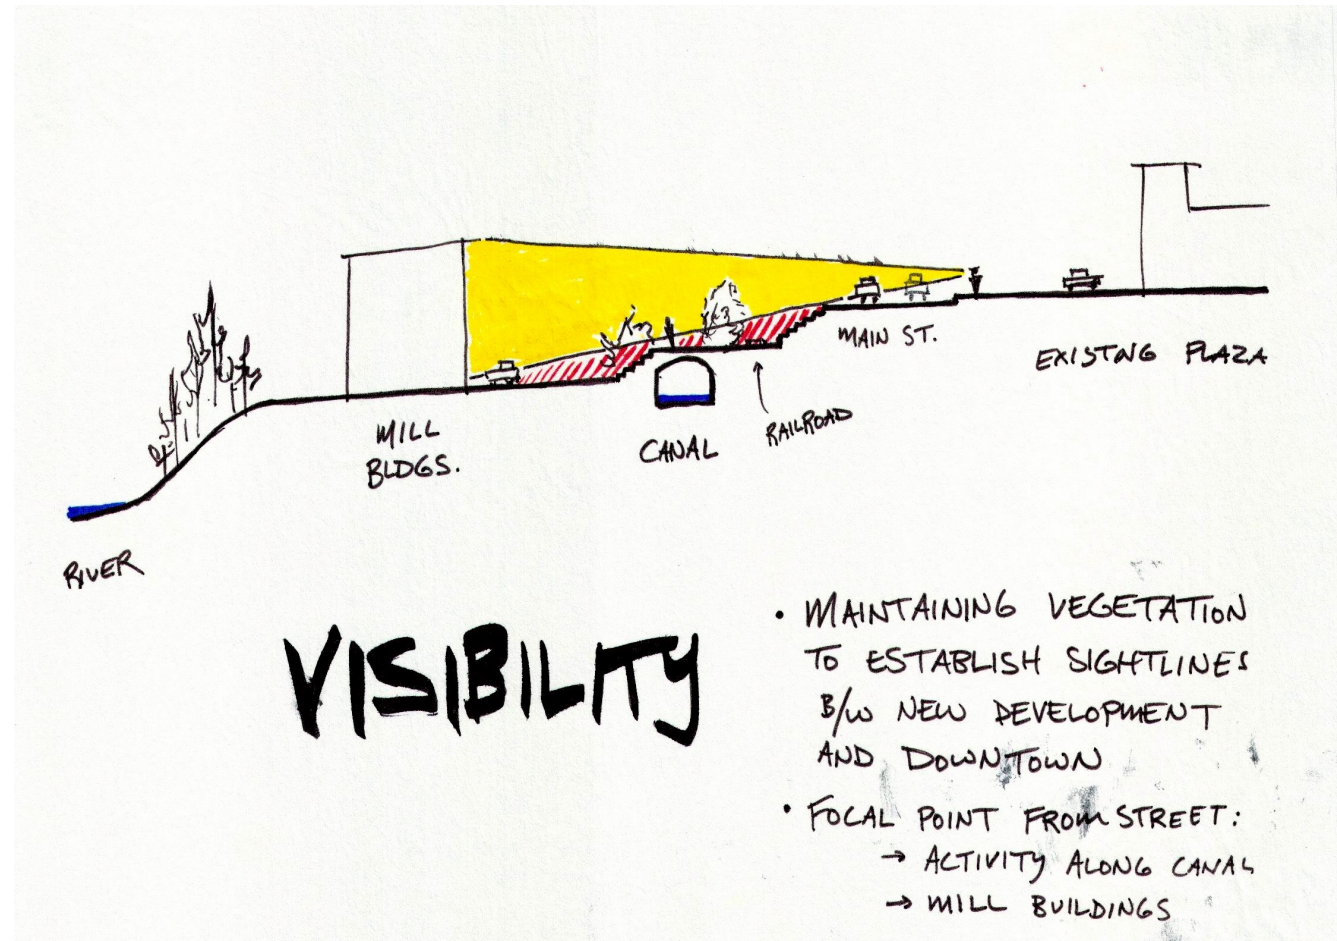 MAIN ST.
EXISTING PLAZA
MILL
BLDGS.
CANAL
RAILROAD
RIVER
VISIBILITY
• MAINTAINING VEGETATION
TO ESTABLISH SIGHTLINES
B/W NEW DEVELOPMENT
AND DOWNTOWN
• FOCAL POINT FROM STREET:
→ ACTIVITY ALONG CANAL
→ MILL BUILDINGS